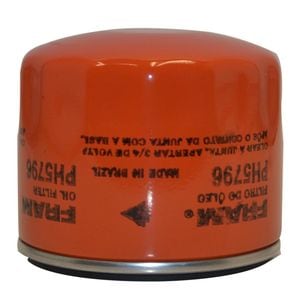 FRAM
FRAM
OIL FILTER
FILTRO DO ÓLEO
PH5796
PH5796
MADE IN BRAZIL
OLEAR A JUNTA, APERTAR 3/4 DE VOLTA
APÓS O CONTATO DA JUNTA COM A BASE.